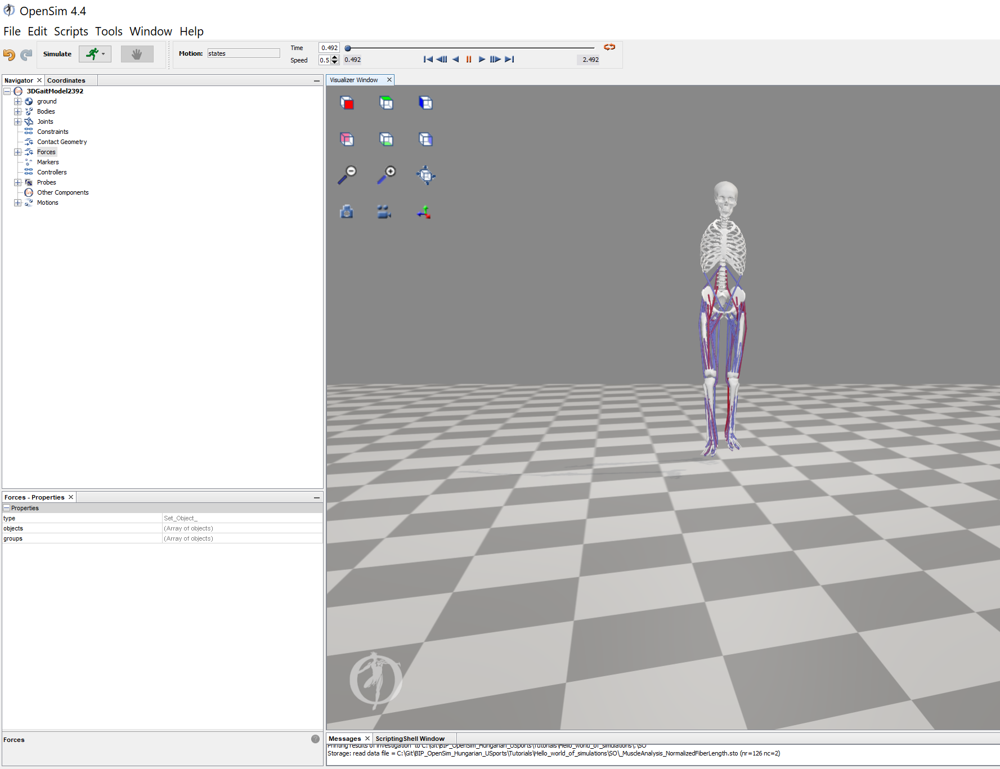 OpenSim 4.4
File Edit Scripts Tools Window Help
Simulate
Motion: states
Time 0.492
Speed 0.5 0.492 2.492
Navigator Coordinates
3DGaitModel2392
ground
Bodies
Joints
Constraints
Contact Geometry
Forces
Markers
Controllers
Probes
Other Components
Motions
Visualizer Window
Forces - Properties
Properties
type Set_Object_
objects (Array of objects)
groups (Array of objects)
Forces
Messages ScriptingShell Window
Printing results of investigation to C:\Git\BIP_OpenSim_Hungarian_USports\Tutorials\Hello_world_of_simulations\.\SO
Storage: read data file = C:\Git\BIP_OpenSim_Hungarian_USports\Tutorials\Hello_world_of_simulations\SO\_MuscleAnalysis_NormalizedFiberLength.sto (nr=126 nc=2)